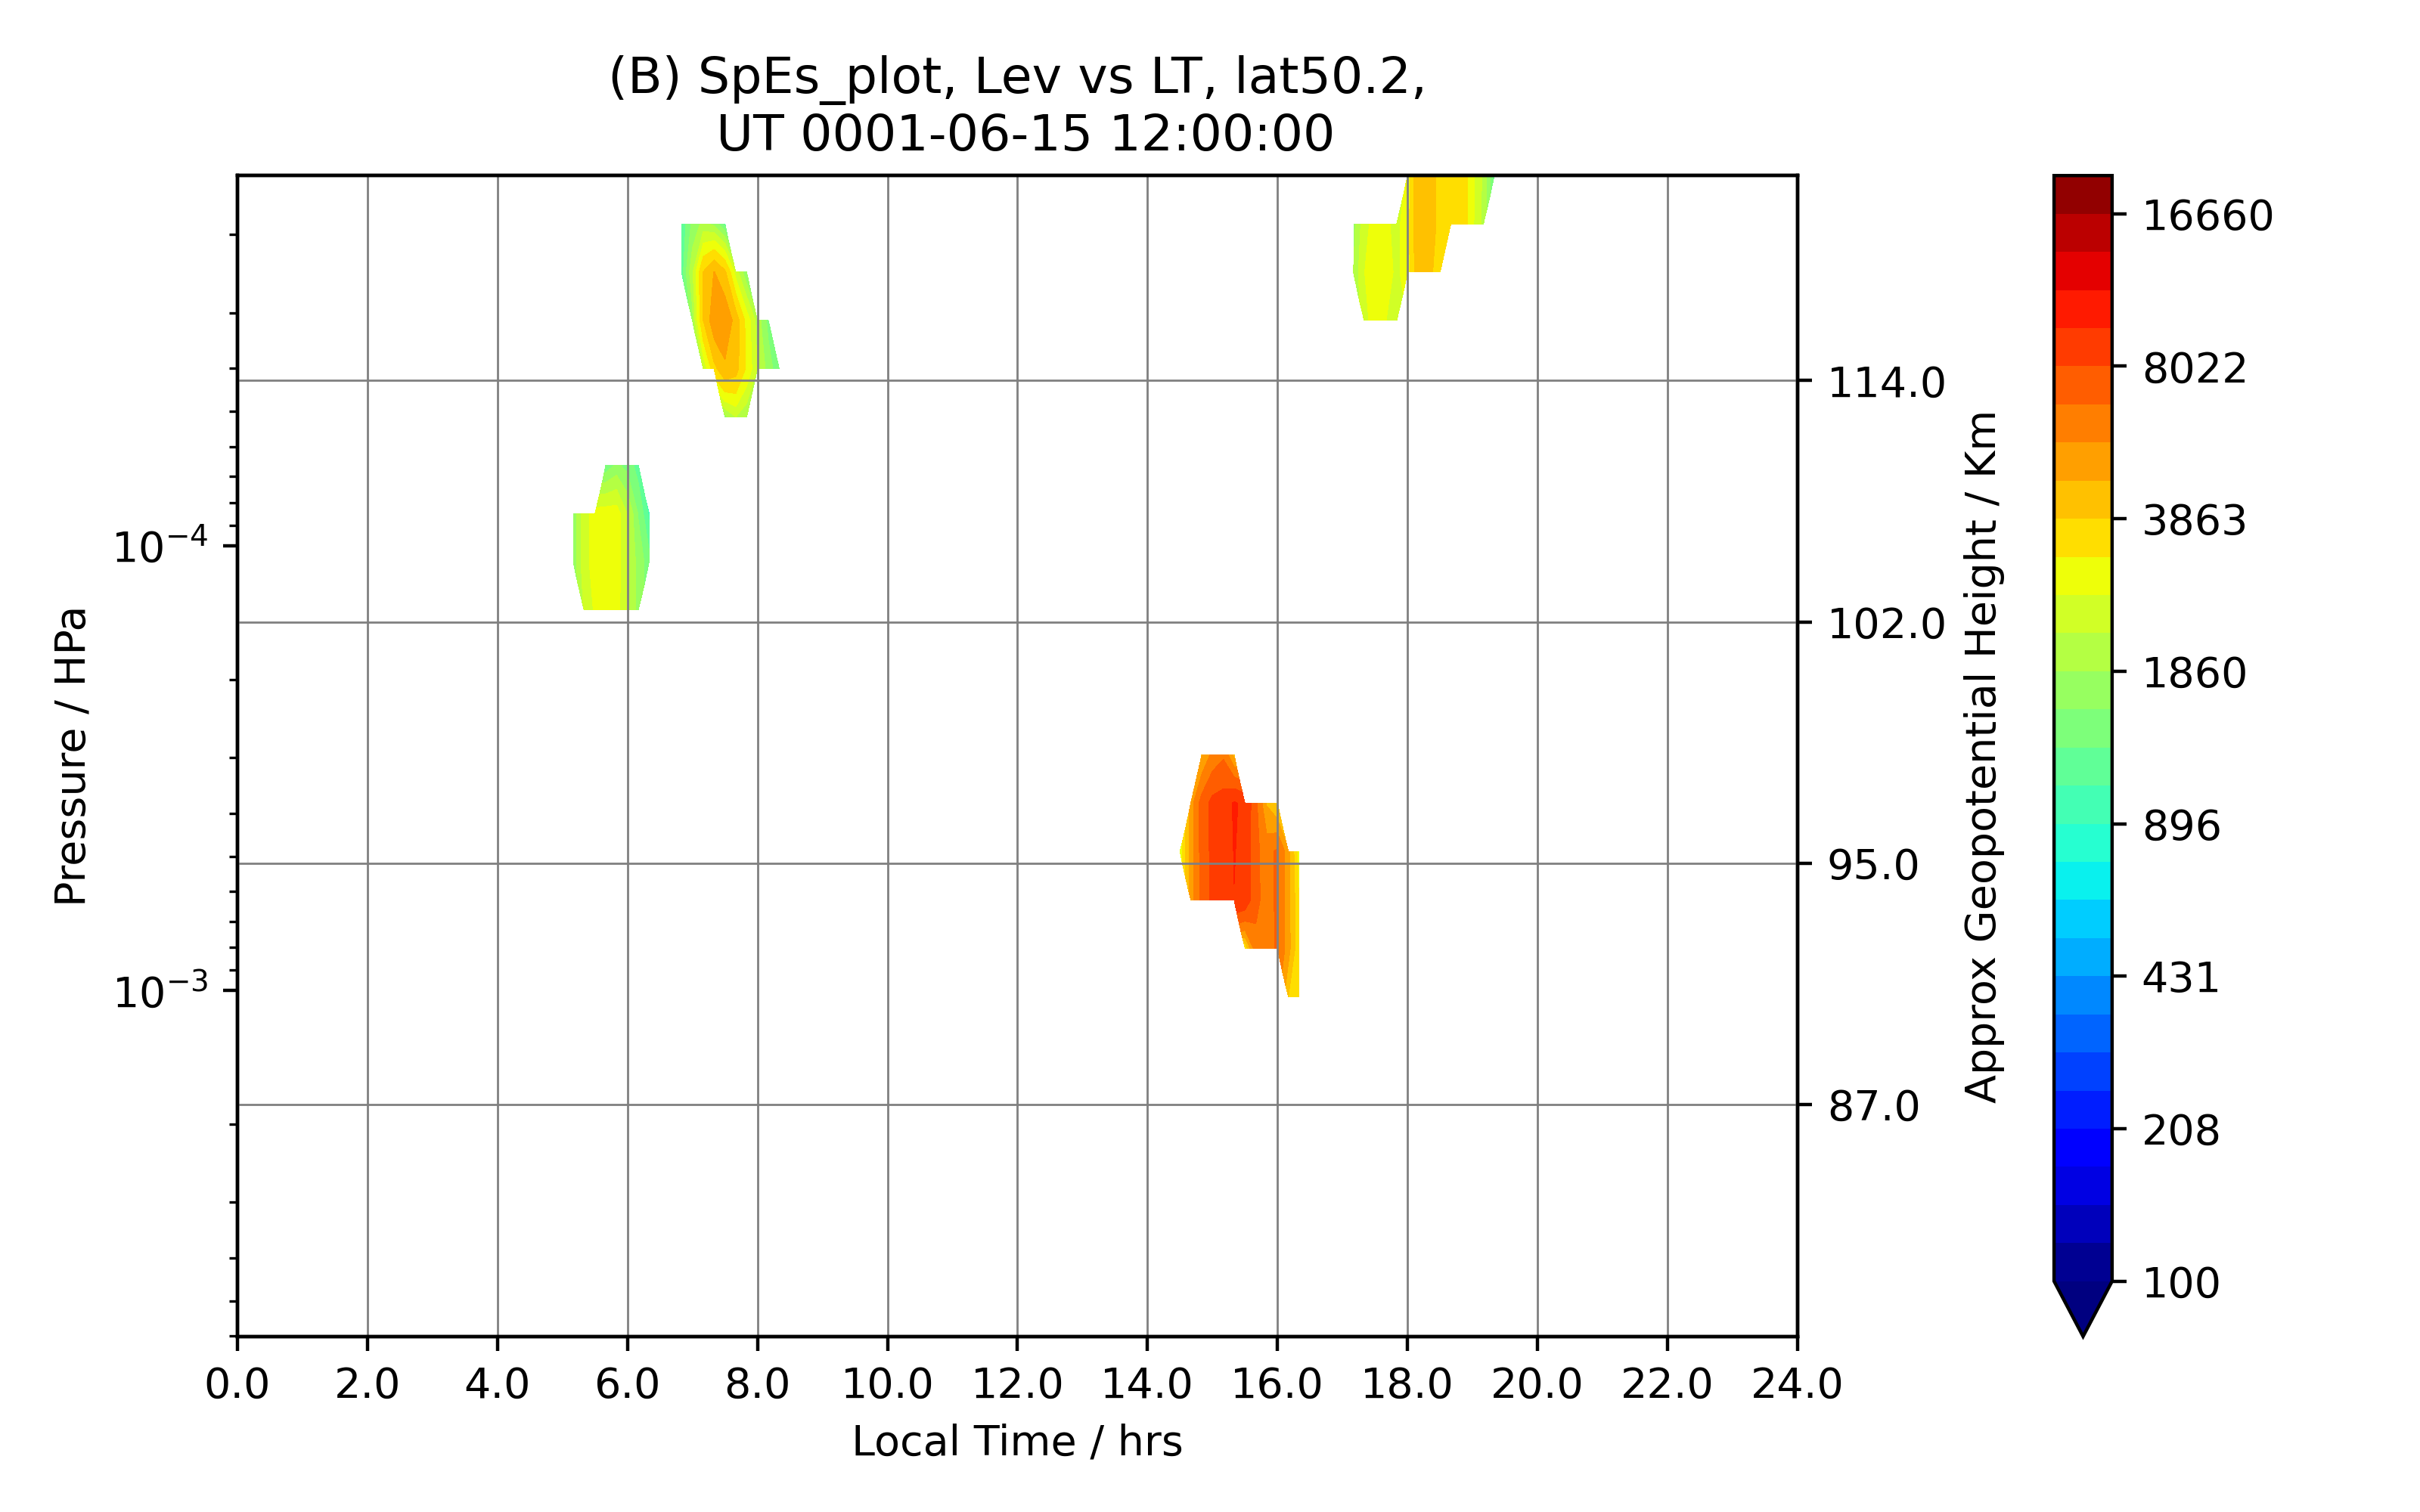 (B) SpEs_plot, Lev vs LT, lat50.2,
UT 0001-06-15 12:00:00
Pressure / HPa
10⁻⁴
10⁻³
0.0 2.0 4.0 6.0 8.0 10.0 12.0 14.0 16.0 18.0 20.0 22.0 24.0
Local Time / hrs
114.0
102.0
95.0
87.0
Approx Geopotential Height / Km
16660
8022
3863
1860
896
431
208
100